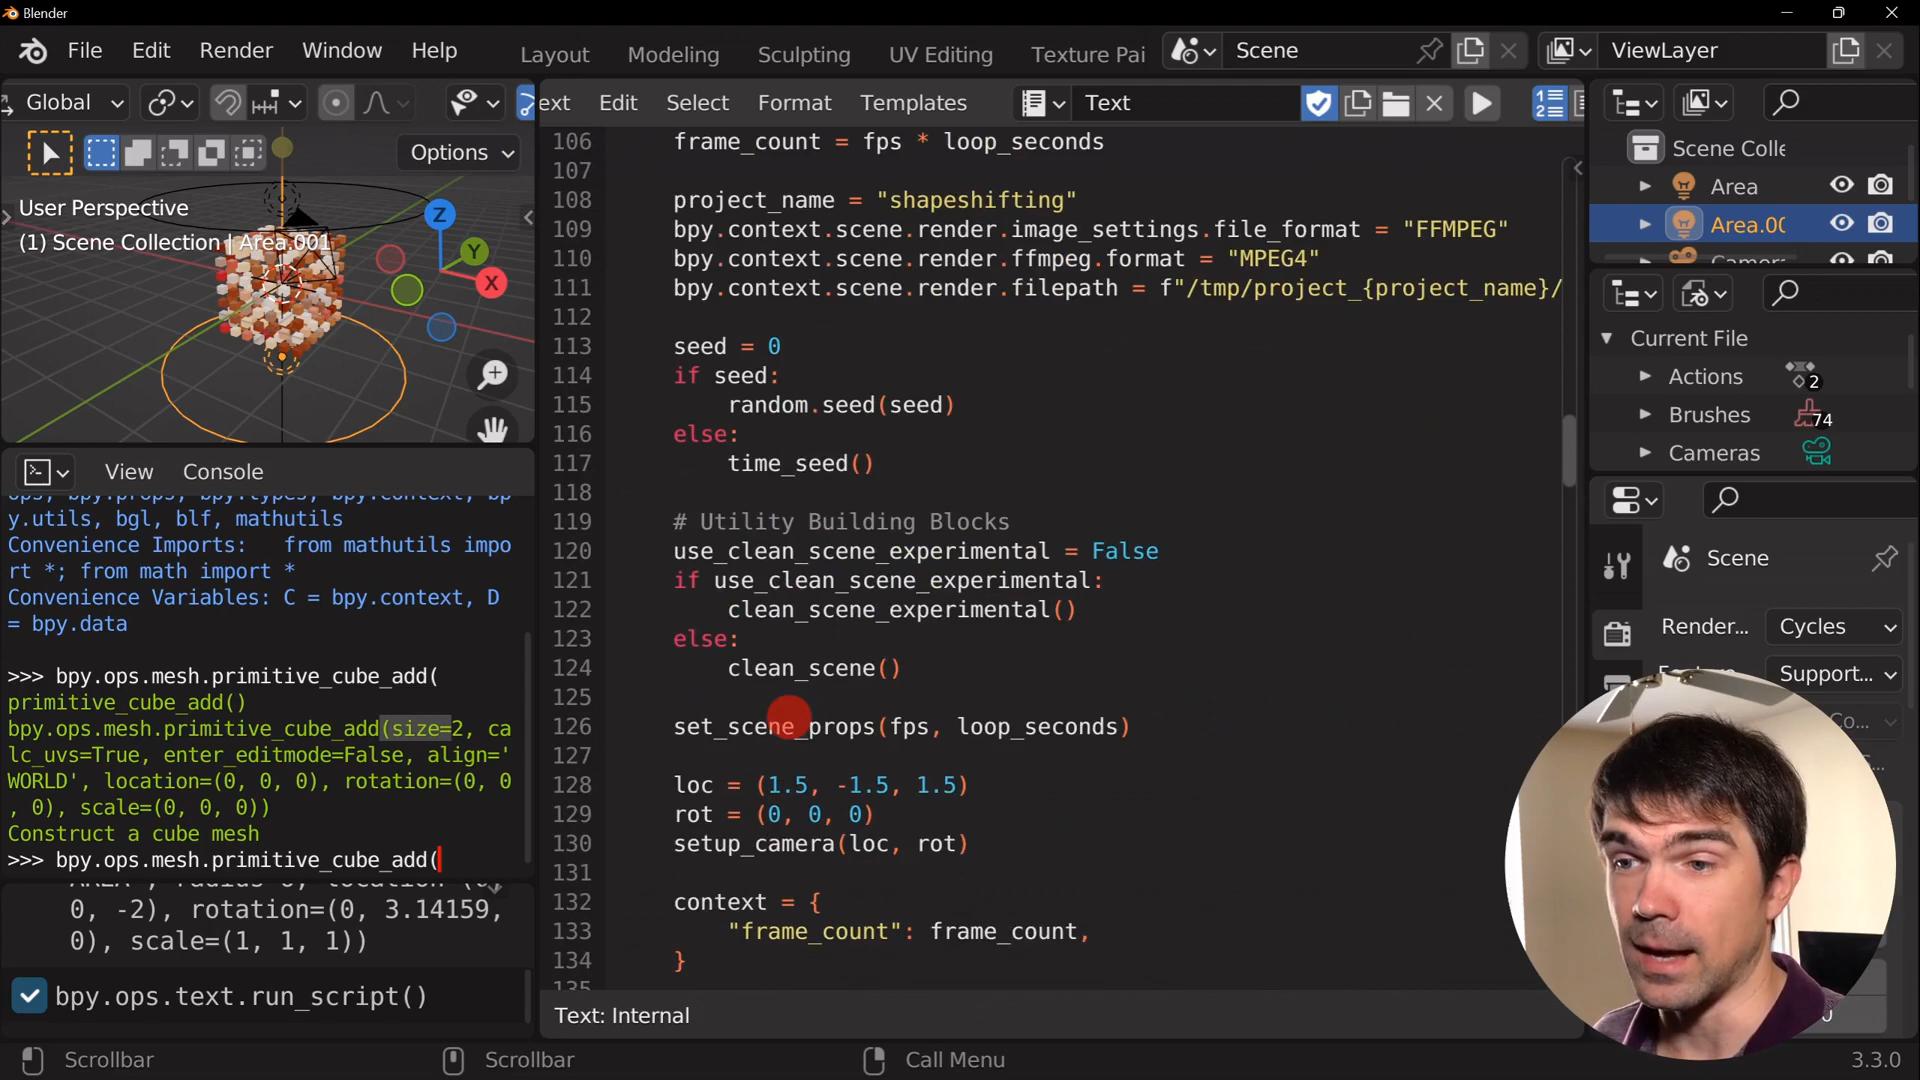 Blender
File Edit Render Window Help Layout Modeling Sculpting UV Editing Texture Pai Scene ViewLayer
Global
Options
User Perspective
(1) Scene Collection | Area.001
Z
Y
X
View Console
y.utils, bgl, blf, mathutils
Convenience Imports: from mathutils impo
rt *; from math import *
Convenience Variables: C = bpy.context, D
= bpy.data
>>> bpy.ops.mesh.primitive_cube_add(
primitive_cube_add()
bpy.ops.mesh.primitive_cube_add(size=2, ca
lc_uvs=True, enter_editmode=False, align='
WORLD', location=(0, 0, 0), rotation=(0, 0
, 0), scale=(0, 0, 0))
Construct a cube mesh
>>> bpy.ops.mesh.primitive_cube_add(
0, -2), rotation=(0, 3.14159,
0), scale=(1, 1, 1))
bpy.ops.text.run_script()
ext Edit Select Format Templates Text
106 frame_count = fps * loop_seconds
107
108 project_name = "shapeshifting"
109 bpy.context.scene.render.image_settings.file_format = "FFMPEG"
110 bpy.context.scene.render.ffmpeg.format = "MPEG4"
111 bpy.context.scene.render.filepath = f"/tmp/project_{project_name}/
112
113 seed = 0
114 if seed:
115 random.seed(seed)
116 else:
117 time_seed()
118
119 # Utility Building Blocks
120 use_clean_scene_experimental = False
121 if use_clean_scene_experimental:
122 clean_scene_experimental()
123 else:
124 clean_scene()
125
126 set_scene_props(fps, loop_seconds)
127
128 loc = (1.5, -1.5, 1.5)
129 rot = (0, 0, 0)
130 setup_camera(loc, rot)
131
132 context = {
133 "frame_count": frame_count,
134 }
135
Text: Internal
Scene Colle
Area
Area.00
Camer
Current File
Actions 2
Brushes 74
Cameras
Scene
Render... Cycles
Support...
Scrollbar Scrollbar Call Menu 3.3.0